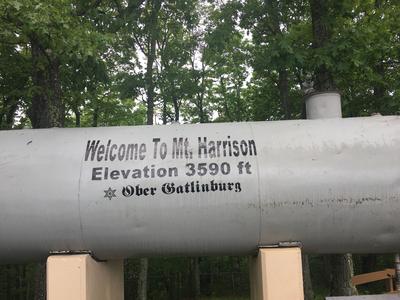 Welcome To Mt. Harrison
Elevation 3590 ft
Ober Gatlinburg